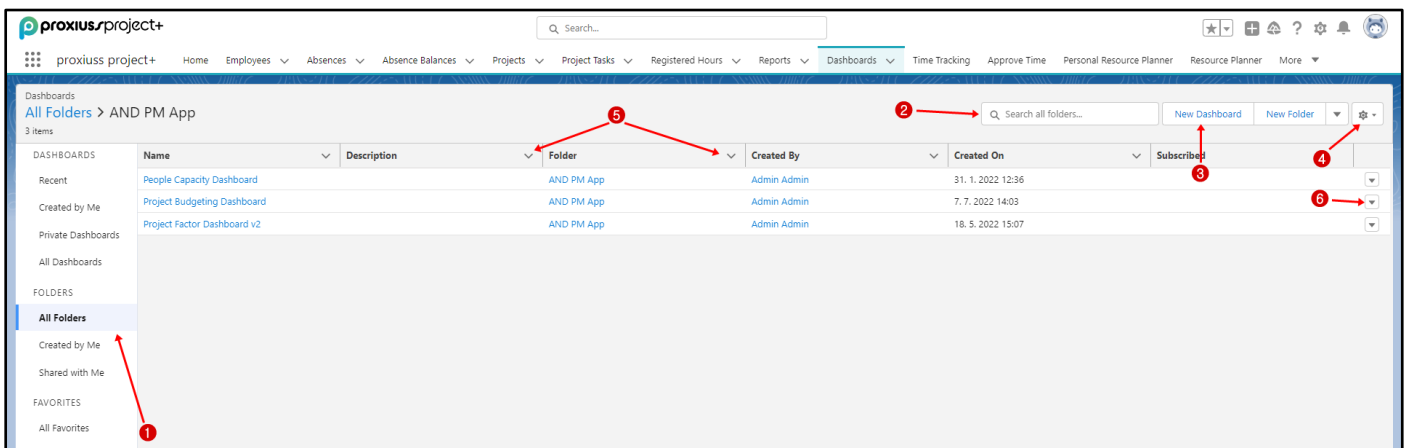 proxius project+
Search...
proxiuss project+ Home Employees Absences Absence Balances Projects Project Tasks Registered Hours Reports Dashboards Time Tracking Approve Time Personal Resource Planner Resource Planner More
Dashboards
All Folders > AND PM App
3 items
2 Search all folders... New Dashboard New Folder
5
DASHBOARDS Name Description Folder Created By Created On Subscribed
3 4
Recent People Capacity Dashboard AND PM App Admin Admin 31. 1. 2022 12:36
Created by Me Project Budgeting Dashboard AND PM App Admin Admin 7. 7. 2022 14:03 6
Private Dashboards Project Factor Dashboard v2 AND PM App Admin Admin 18. 5. 2022 15:07
All Dashboards
FOLDERS
All Folders
Created by Me
Shared with Me
FAVORITES
All Favorites 1